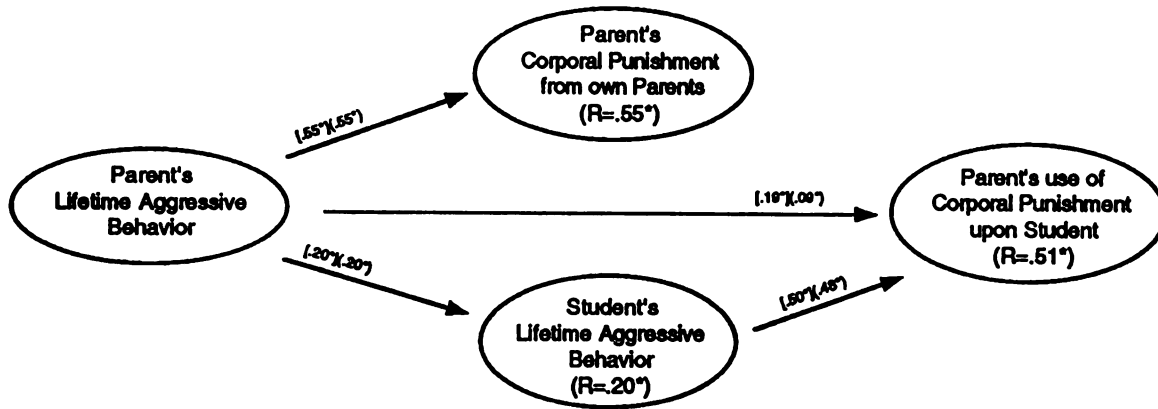 Parent's
Corporal Punishment
from own Parents
(R=.55*)
[.55*](.55*)
Parent's
Lifetime Aggressive
Behavior
[.19*](.09*)
Parent's use of
Corporal Punishment
upon Student
(R=.51*)
[.20*](.20*)
[.50*](.48*)
Student's
Lifetime Aggressive
Behavior
(R=.20*)